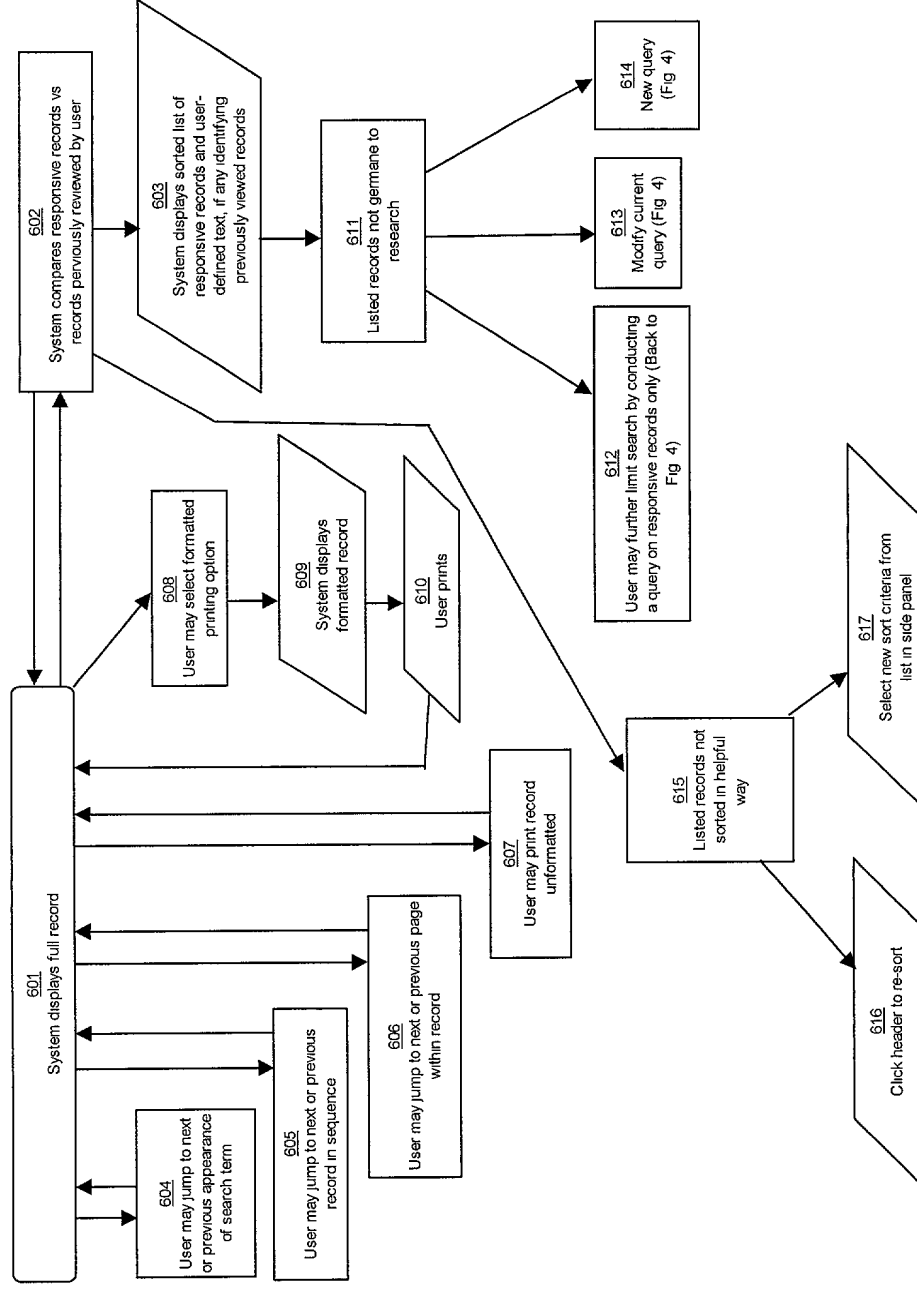 601
System displays full record
602
System compares responsive records vs
records perviously reviewed by user
603
System displays sorted list of
responsive records and user-
defined text, if any identifying
previously viewed records
604
User may jump to next
or previous appearance
of search term
605
User may jump to next or previous
record in sequence
606
User may jump to next or previous page
within record
607
User may print record
unformatted
608
User may select formatted
printing option
609
System displays
formatted record
610
User prints
611
Listed records not germane to
research
612
User may further limit search by conducting
a query on responsive records only (Back to
Fig 4)
613
Modify current
query (Fig 4)
614
New query
(Fig 4)
615
Listed records not
sorted in helpful
way
616
Click header to re-sort
617
Select new sort criteria from
list in side panel